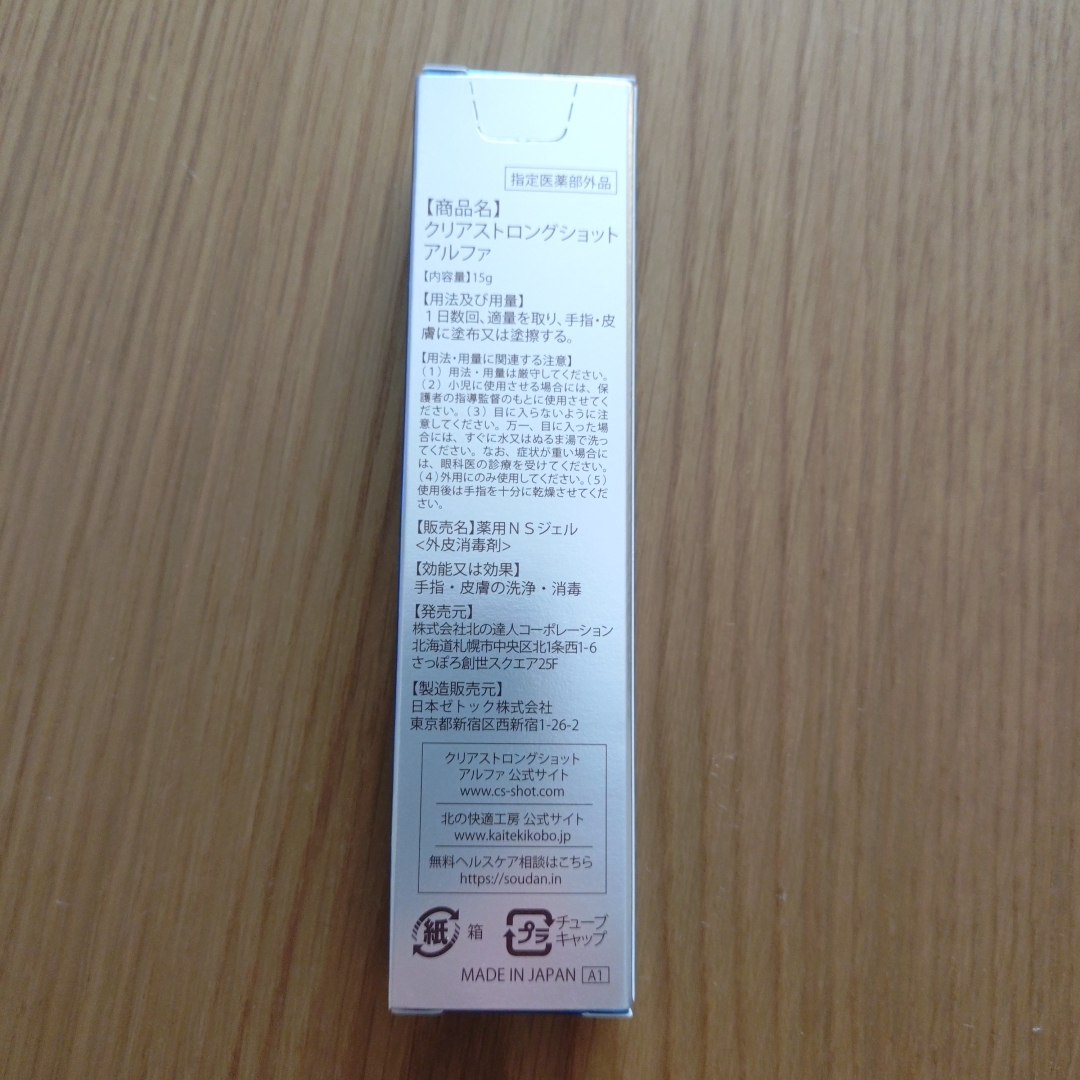 指定医薬部外品
【商品名】
クリアストロングショット
アルファ
【内容量】15g
【用法及び用量】
1日数回、適量を取り、手指・皮
膚に塗布又は塗擦する。
【用法・用量に関連する注意】
(1)用法・用量は厳守してください。
(2)小児に使用させる場合には、保
護者の指導監督のもとに使用させてく
ださい。(3)目に入らないように注
意してください。万一、目に入った場
合には、すぐに水又はぬるま湯で洗っ
てください。なお、症状が重い場合に
は、眼科医の診療を受けてください。
(4)外用にのみ使用してください。(5)
使用後は手指を十分に乾燥させてくだ
さい。
【販売名】薬用NSジェル
<外皮消毒剤>
【効能又は効果】
手指・皮膚の洗浄・消毒
【発売元】
株式会社北の達人コーポレーション
北海道札幌市中央区北1条西1-6
さっぽろ創世スクエア25F
【製造販売元】
日本ゼトック株式会社
東京都新宿区西新宿1-26-2
クリアストロングショット
アルファ 公式サイト
www.cs-shot.com
北の快適工房 公式サイト
www.kaitekikobo.jp
無料ヘルスケア相談はこちら
https://soudan.in
紙 箱 プラ チューブ
キャップ
MADE IN JAPAN A1